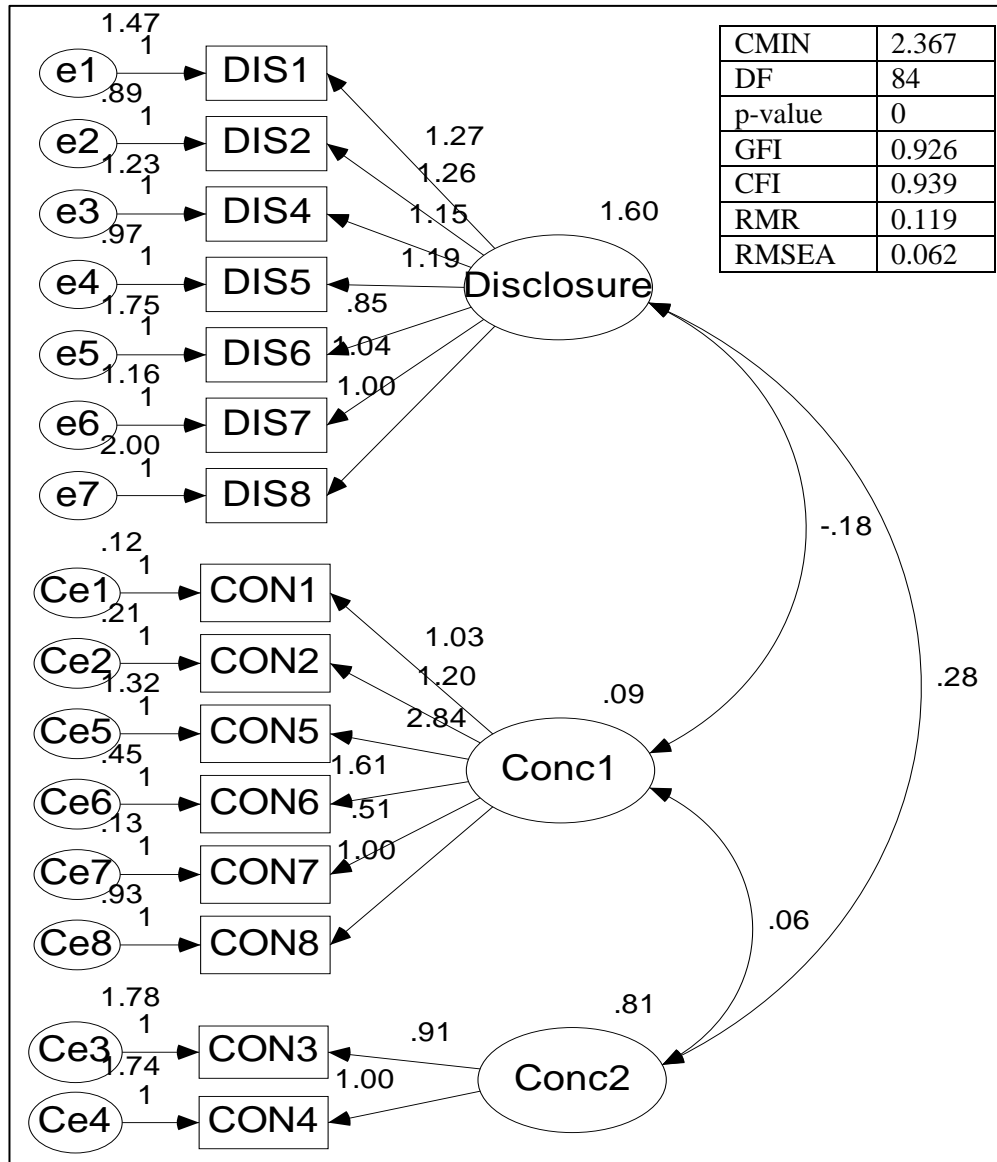 1.47
1
e1
DIS1
.89
1
e2
DIS2
1.23
1
e3
DIS4
.97
1
e4
DIS5
1.75
1
e5
DIS6
1.16
1
e6
DIS7
2.00
1
e7
DIS8
1.27
1.26
1.15
1.19
.85
1.04
1.00
1.60
Disclosure
CMIN 2.367
DF 84
p-value 0
GFI 0.926
CFI 0.939
RMR 0.119
RMSEA 0.062
-.18
.28
.12
1
Ce1
CON1
.21
1
Ce2
CON2
1.32
1
Ce5
CON5
.45
1
Ce6
CON6
.13
1
Ce7
CON7
.93
1
Ce8
CON8
1.03
1.20
2.84
1.61
.51
1.00
.09
Conc1
.06
1.78
1
Ce3
CON3
1.74
1
Ce4
CON4
.91
1.00
.81
Conc2